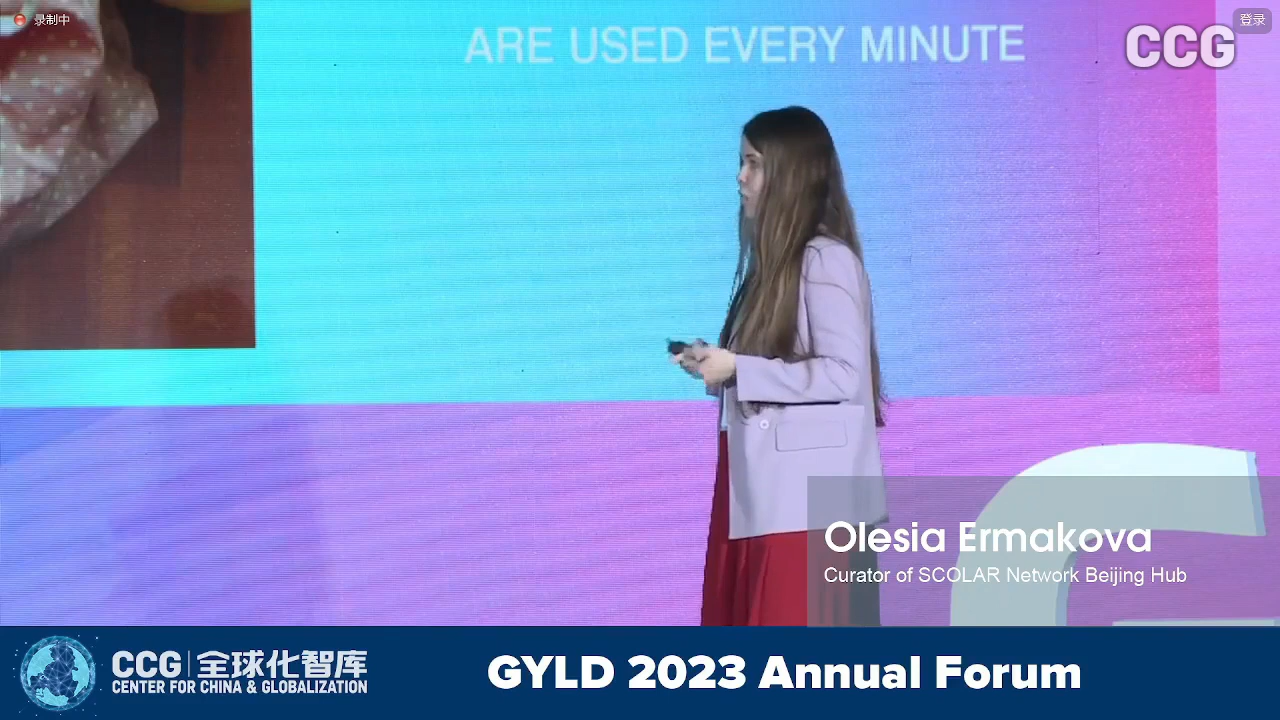 录制中
登录
ARE USED EVERY MINUTE
CCG
Olesia Ermakova
Curator of SCOLAR Network Beijing Hub
CCG 全球化智库
CENTER FOR CHINA & GLOBALIZATION
GYLD 2023 Annual Forum